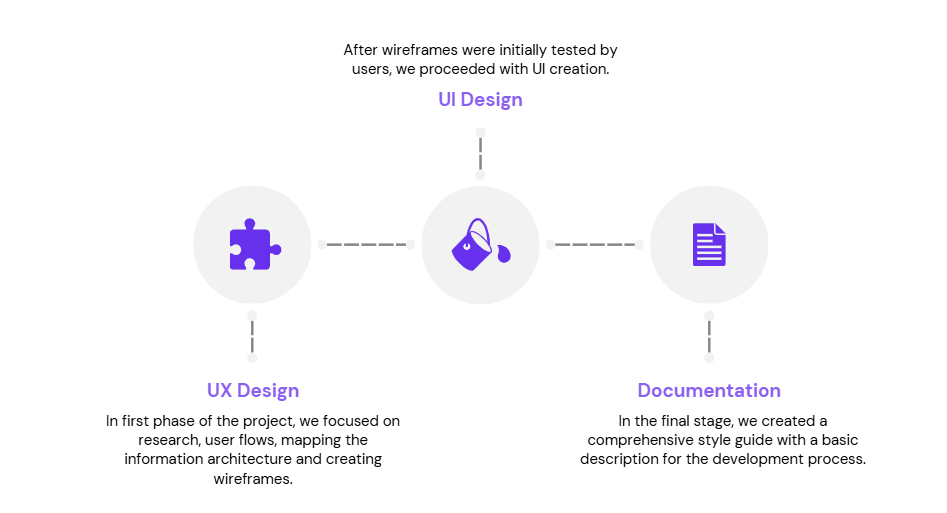 After wireframes were initially tested by
users, we proceeded with UI creation.
UI Design
UX Design
In first phase of the project, we focused on
research, user flows, mapping the
information architecture and creating
wireframes.
Documentation
In the final stage, we created a
comprehensive style guide with a basic
description for the development process.